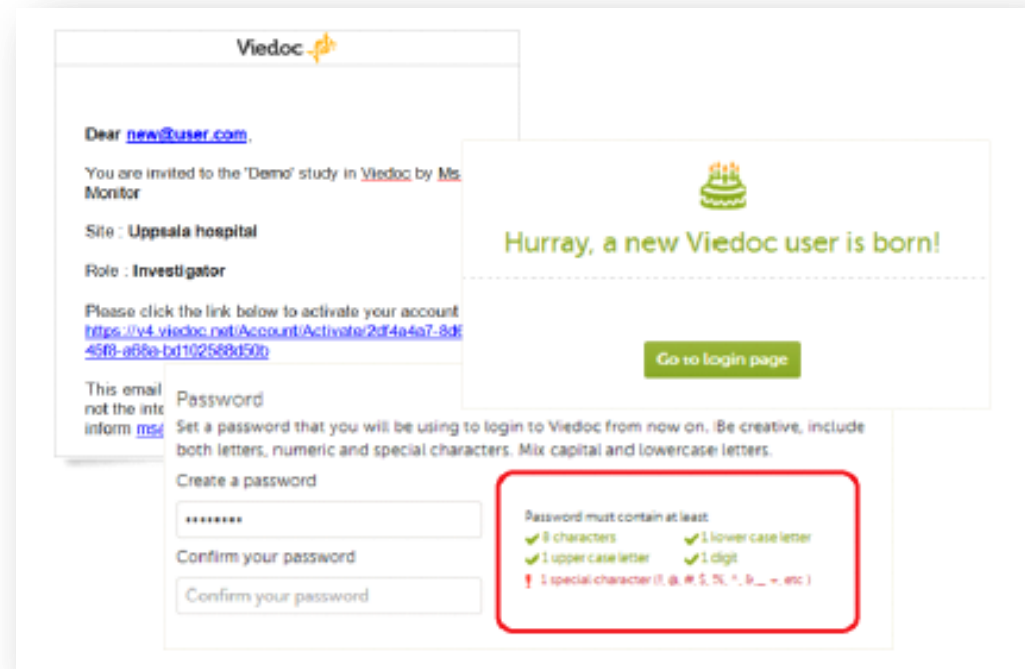 Viedoc
Dear new@user.com,
You are invited to the 'Demo' study in Viedoc by Ms
Monitor
Site : Uppsala hospital
Role : Investigator
Please click the link below to activate your account
https://v4.viedoc.net/Account/Activate/2df4a4a7-8d6
45f8-a68a-bd102588d50b
This email
not the inte
inform ms@
Hurray, a new Viedoc user is born!
Go to login page
Password
Set a password that you will be using to login to Viedoc from now on. Be creative, include
both letters, numeric and special characters. Mix capital and lowercase letters.
Create a password
Confirm your password
Confirm your password
Password must contain at least
8 characters
1 lower case letter
1 upper case letter
1 digit
1 special character (!, @, #, $, %, ^, &, _, etc )